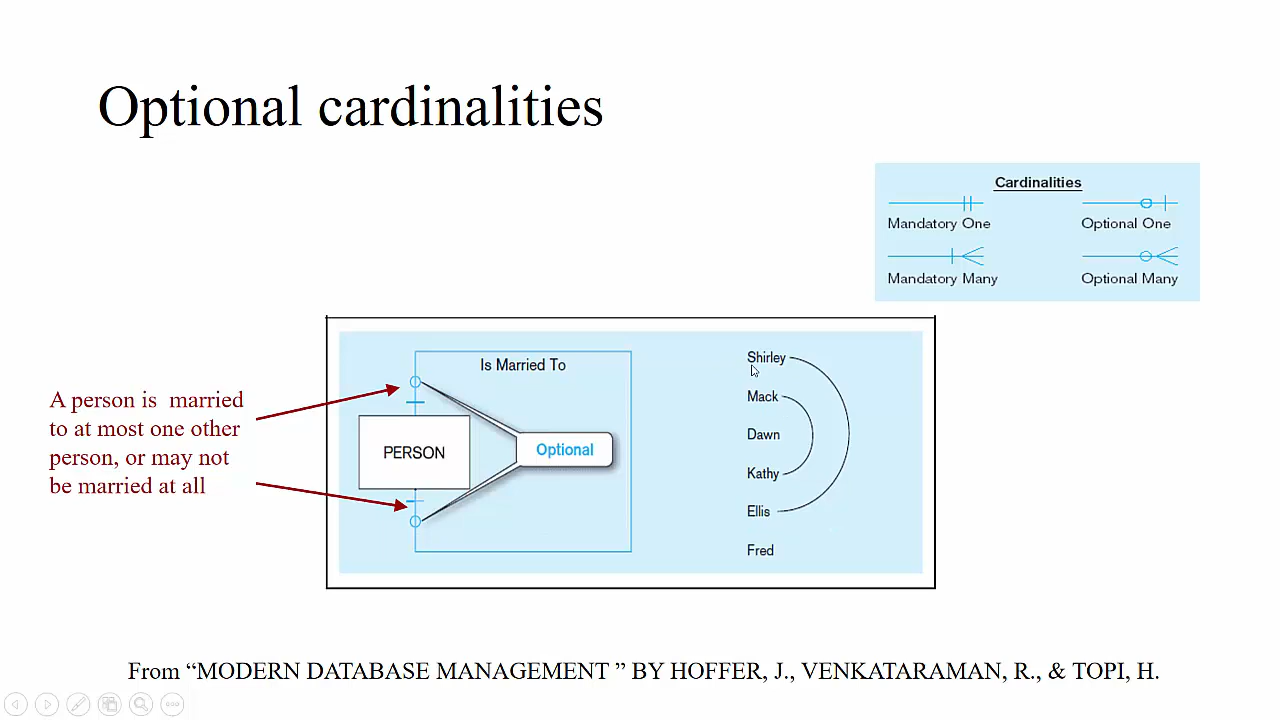 Optional cardinalities
Cardinalities
Mandatory One
Optional One
Mandatory Many
Optional Many
A person is  married
to at most one other
person, or may not
be married at all
Is Married To
PERSON
Optional
Shirley
Mack
Dawn
Kathy
Ellis
Fred
From “MODERN DATABASE MANAGEMENT ” BY HOFFER, J., VENKATARAMAN, R., & TOPI, H.